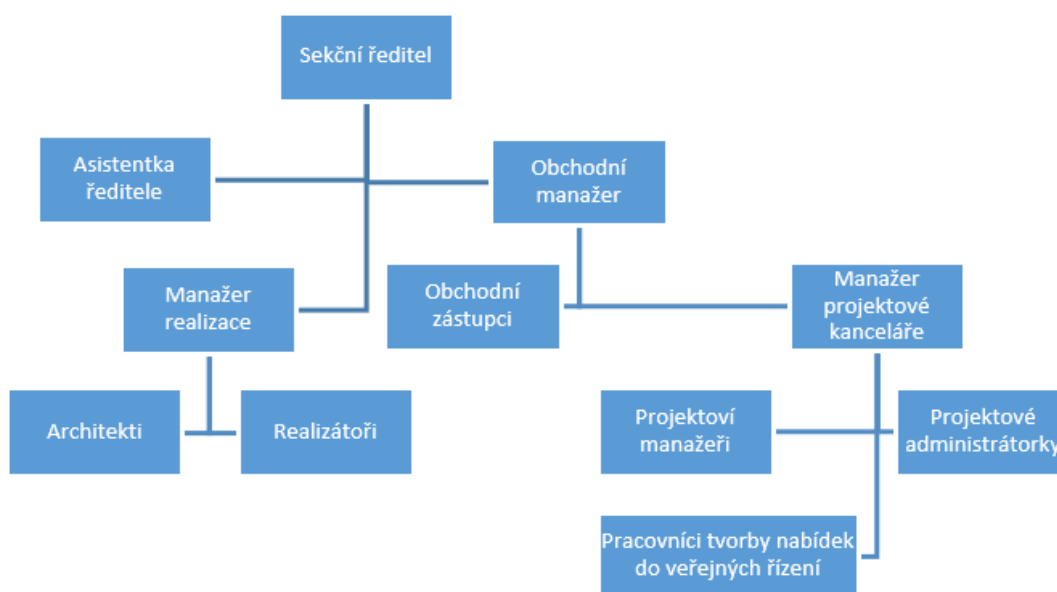 Sekční ředitel
Asistentka
ředitele
Obchodní
manažer
Manažer
realizace
Obchodní
zástupci
Manažer
projektové
kanceláře
Architekti
Realizátoři
Projektoví
manažeři
Projektové
administrátorky
Pracovníci tvorby nabídek
do veřejných řízení